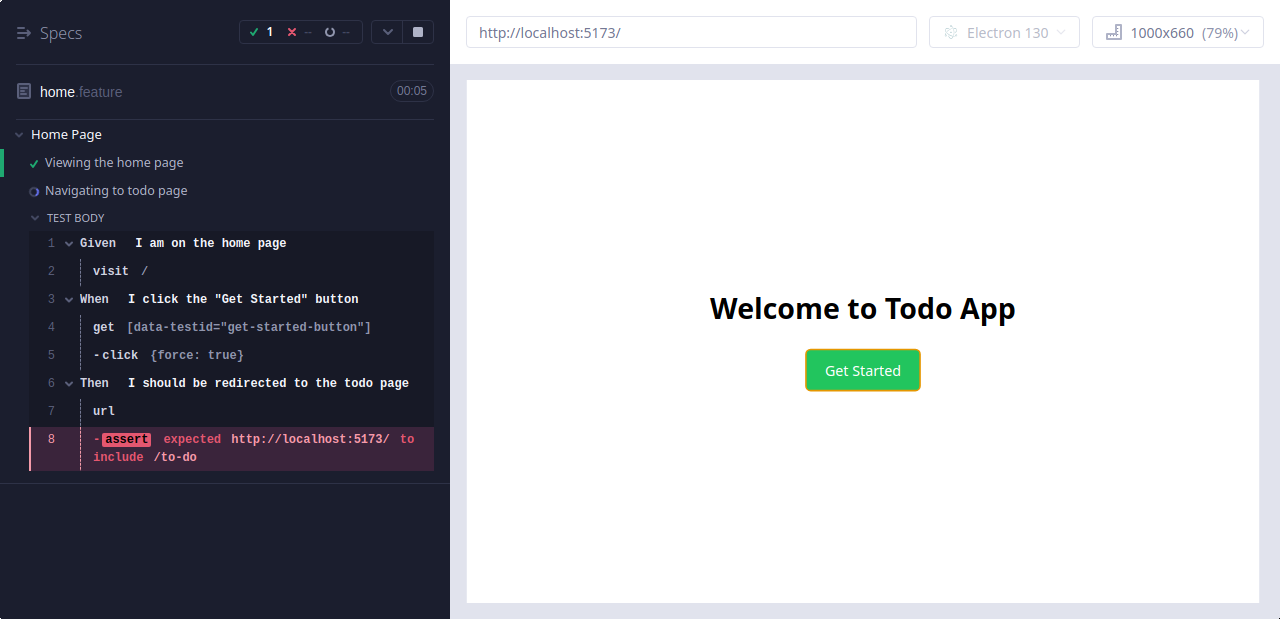 Specs
1 -- --
home.feature
00:05
Home Page
Viewing the home page
Navigating to todo page
TEST BODY
1 Given I am on the home page
2 visit /
3 When I click the "Get Started" button
4 get [data-testid="get-started-button"]
5 -click {force: true}
6 Then I should be redirected to the todo page
7 url
8 -assert expected http://localhost:5173/ to
include /to-do
http://localhost:5173/
Electron 130
1000x660 (79%)
Welcome to Todo App
Get Started